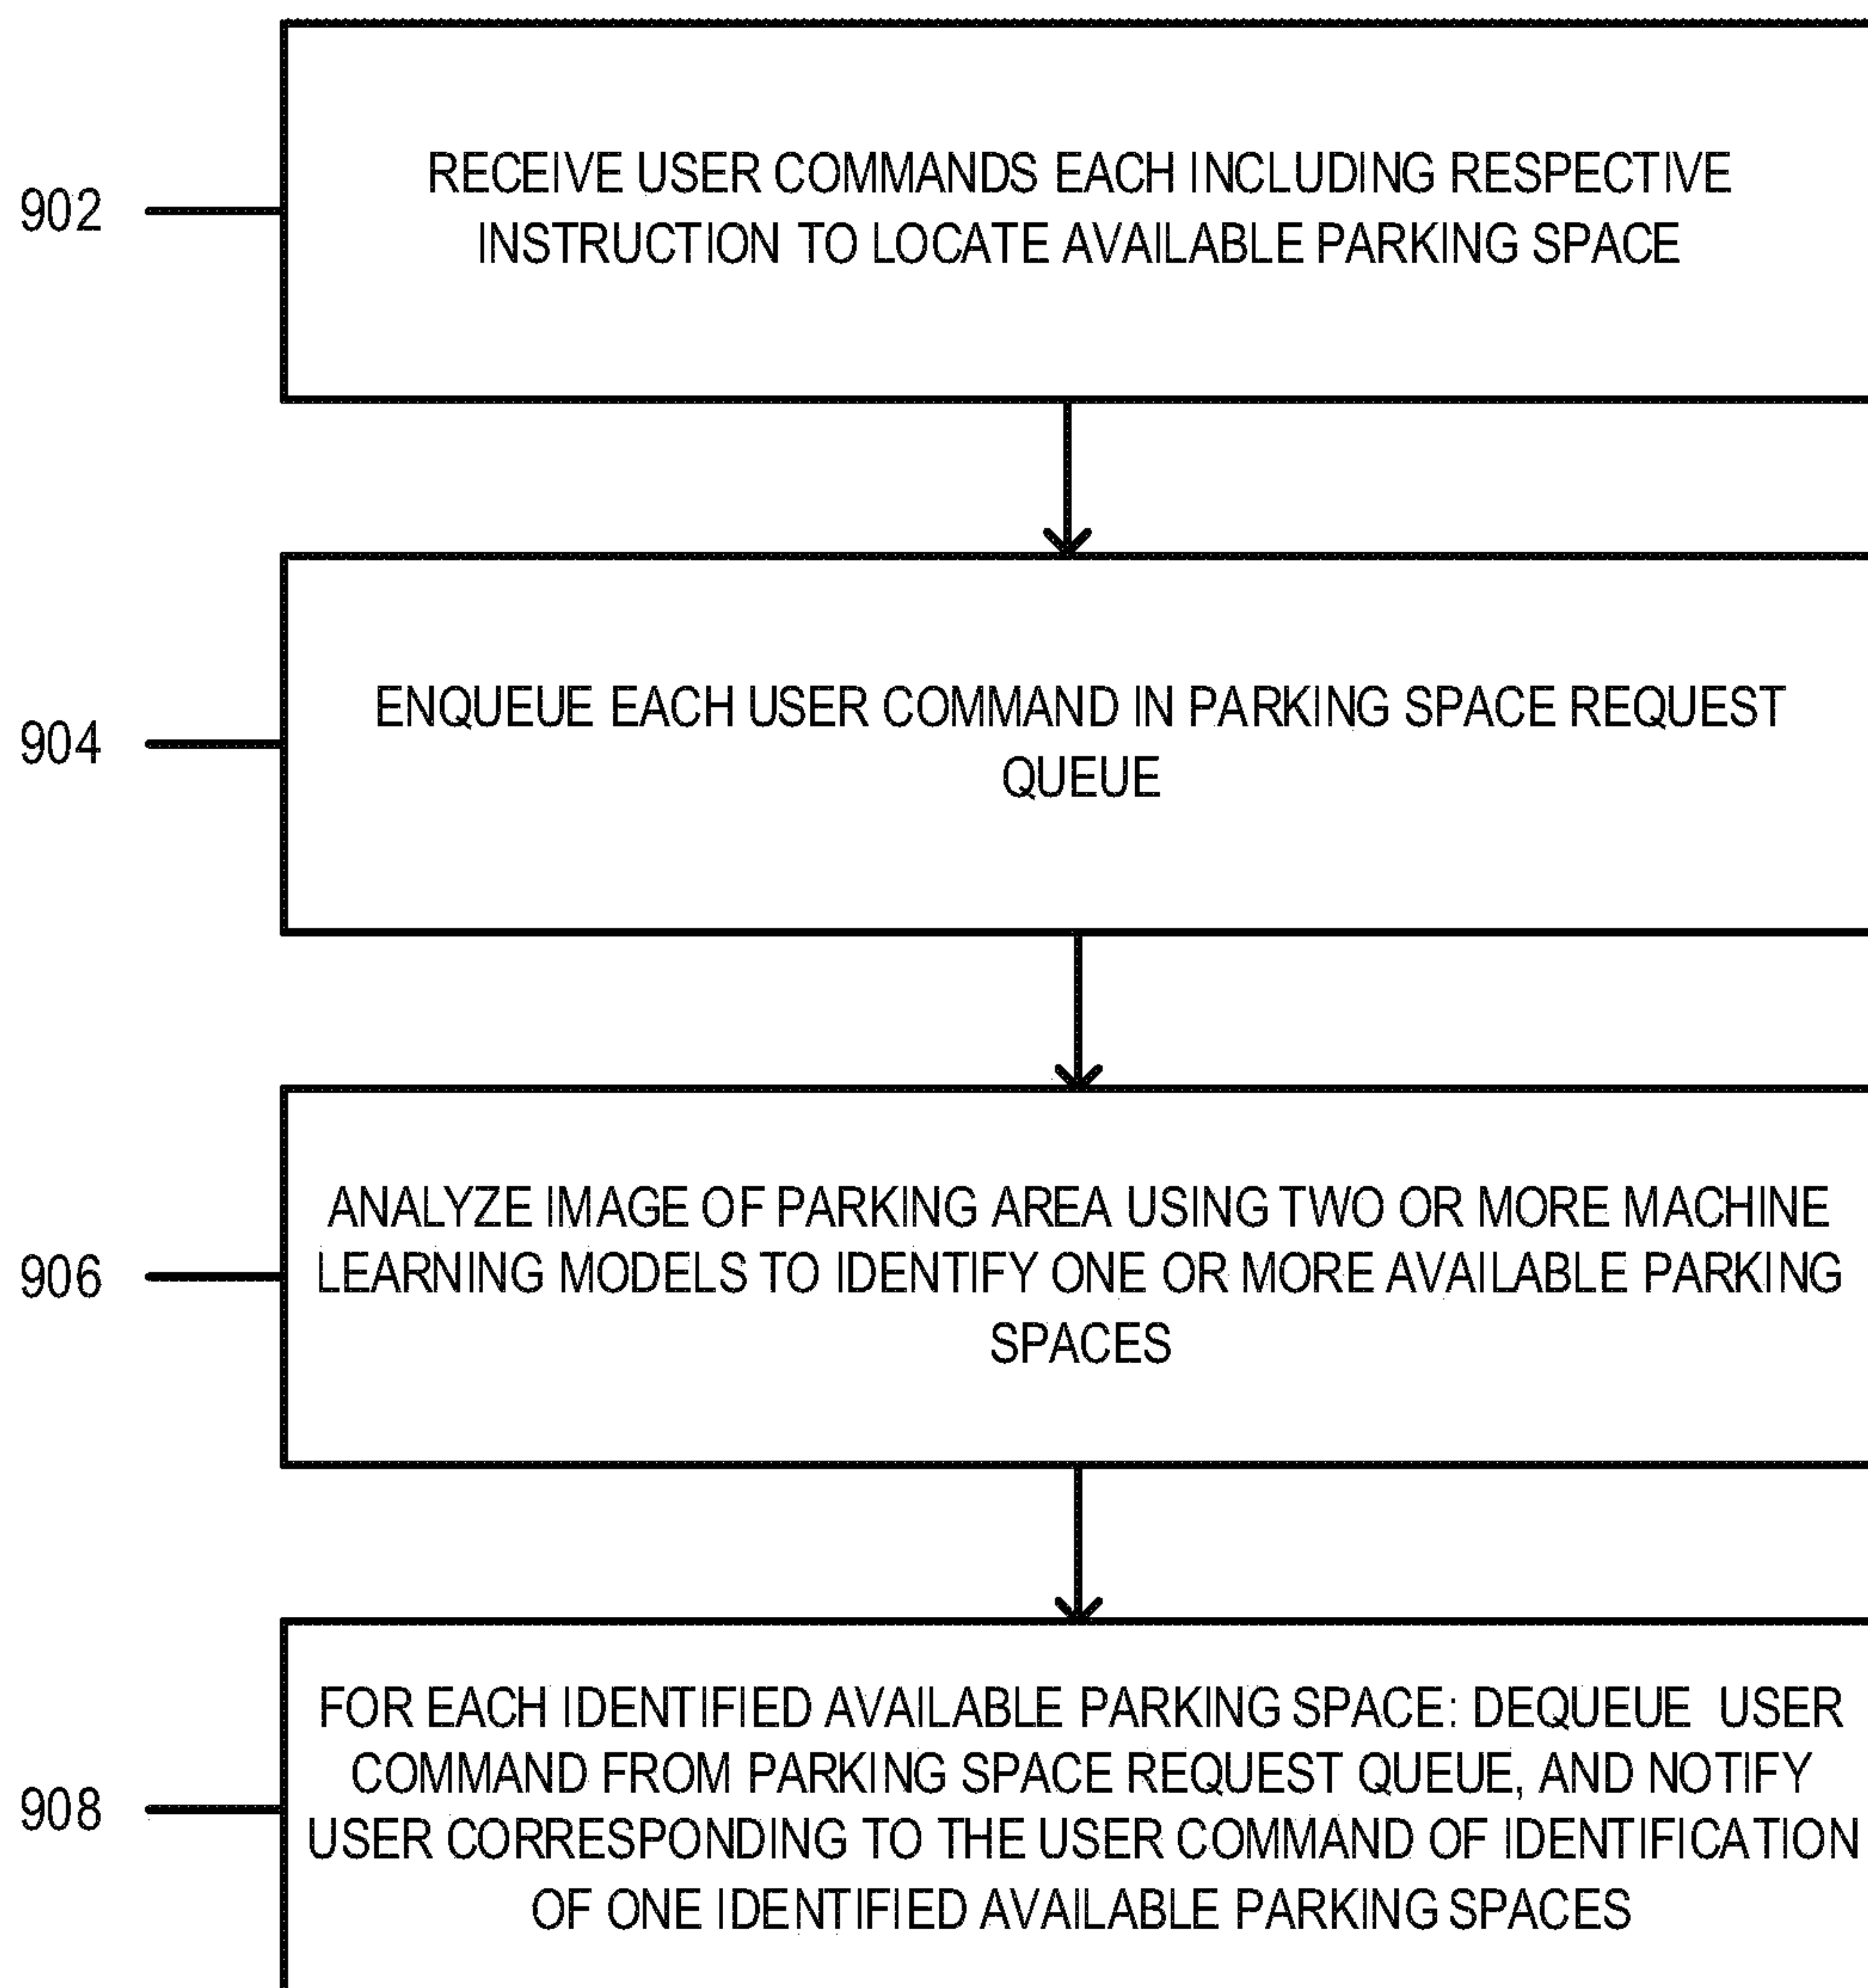 902
RECEIVE USER COMMANDS EACH INCLUDING RESPECTIVE
INSTRUCTION TO LOCATE AVAILABLE PARKING SPACE
904
ENQUEUE EACH USER COMMAND IN PARKING SPACE REQUEST
QUEUE
906
ANALYZE IMAGE OF PARKING AREA USING TWO OR MORE MACHINE
LEARNING MODELS TO IDENTIFY ONE OR MORE AVAILABLE PARKING
SPACES
908
FOR EACH IDENTIFIED AVAILABLE PARKING SPACE: DEQUEUE USER
COMMAND FROM PARKING SPACE REQUEST QUEUE, AND NOTIFY
USER CORRESPONDING TO THE USER COMMAND OF IDENTIFICATION
OF ONE IDENTIFIED AVAILABLE PARKING SPACES